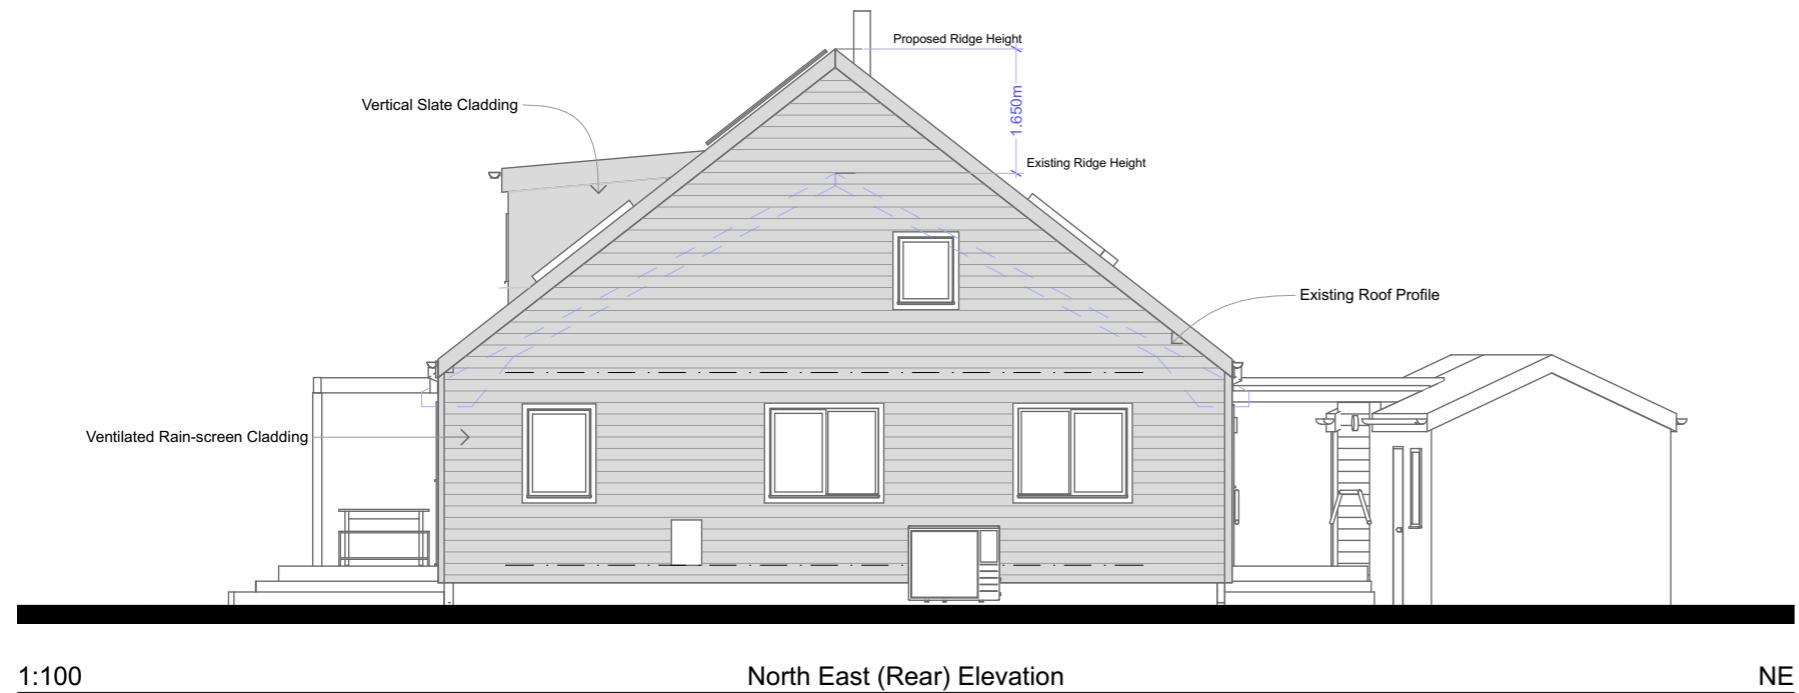 Proposed Ridge Height
Vertical Slate Cladding
1.650m
Existing Ridge Height
Existing Roof Profile
Ventilated Rain-screen Cladding
1:100
North East (Rear) Elevation
NE